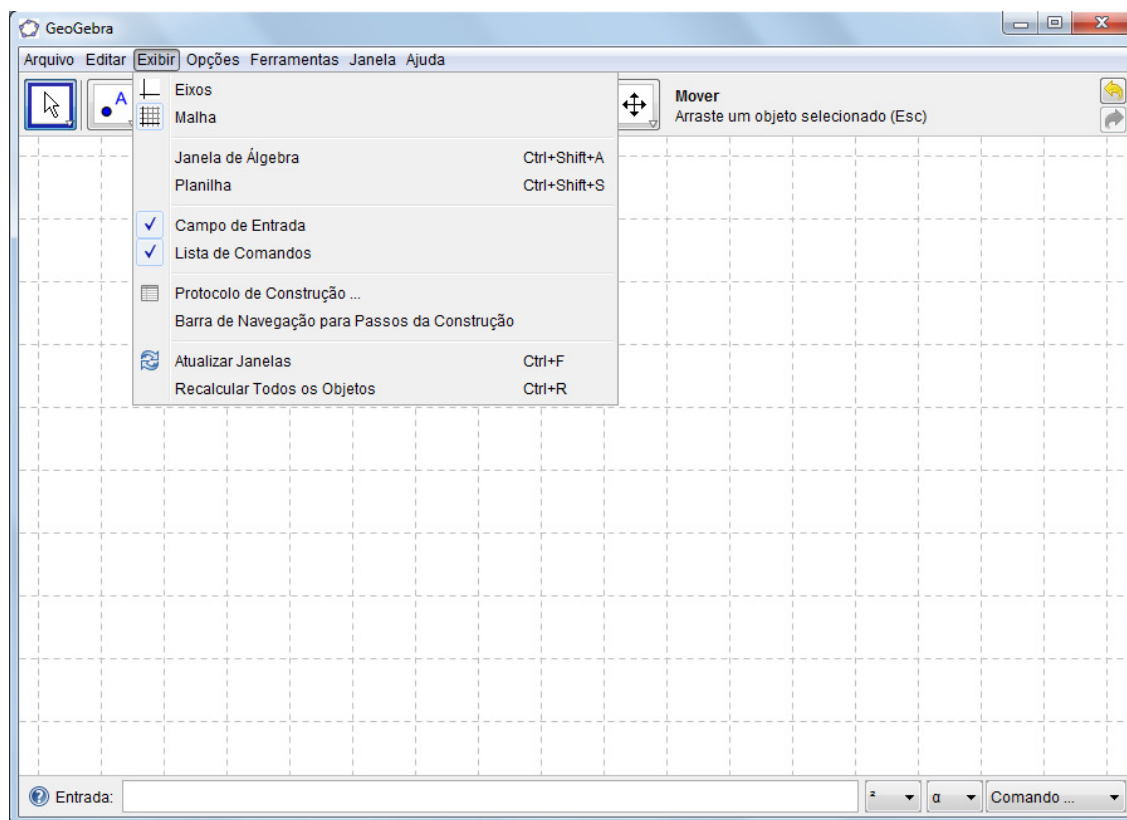 GeoGebra
Arquivo Editar Exibir Opções Ferramentas Janela Ajuda
A
Mover
Arraste um objeto selecionado (Esc)
Eixos
Malha
Janela de Álgebra Ctrl+Shift+A
Planilha Ctrl+Shift+S
Campo de Entrada
Lista de Comandos
Protocolo de Construção ...
Barra de Navegação para Passos da Construção
Atualizar Janelas Ctrl+F
Recalcular Todos os Objetos Ctrl+R
Entrada: ² α Comando ...